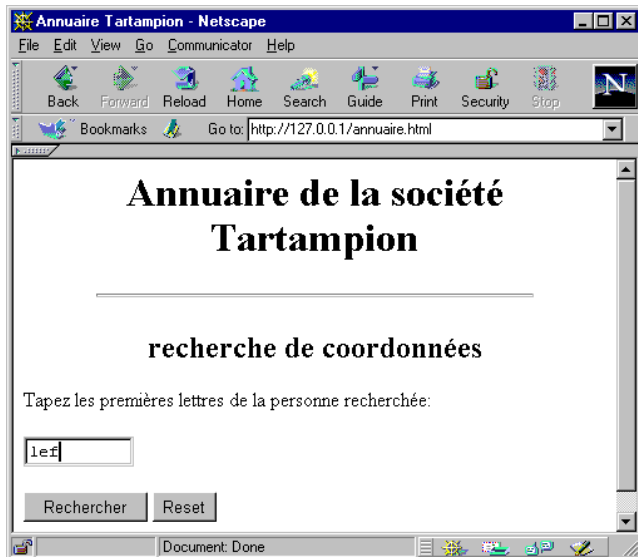 Annuaire Tartampion - Netscape
File Edit View Go Communicator Help
Back Forward Reload Home Search Guide Print Security Stop
N
Bookmarks Go to: http://127.0.0.1/annuaire.html
Annuaire de la société
Tartampion
recherche de coordonnées
Tapez les premières lettres de la personne recherchée:
lef
Rechercher Reset
Document: Done